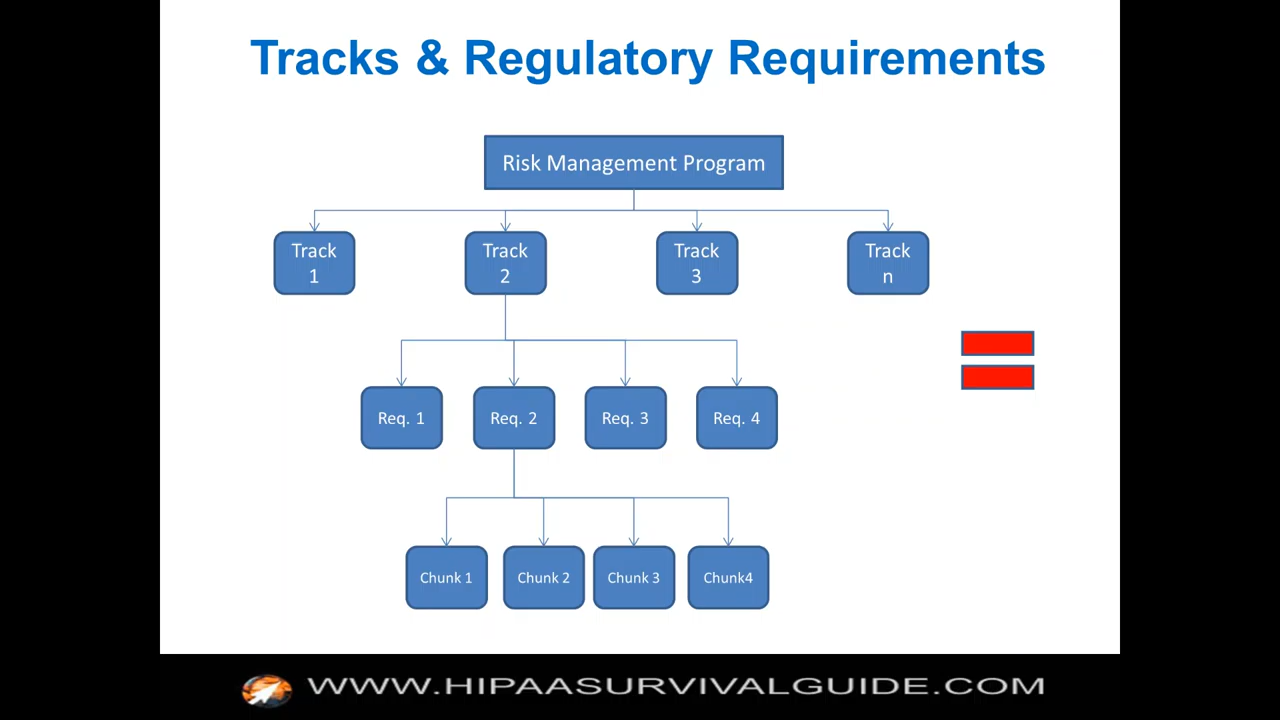 Tracks & Regulatory Requirements
Risk Management Program
Track
1
Track
2
Track
3
Track
n
Req. 1
Req. 2
Req. 3
Req. 4
Chunk 1
Chunk 2
Chunk 3
Chunk4
WWW.HIPAASURVIVALGUIDE.COM